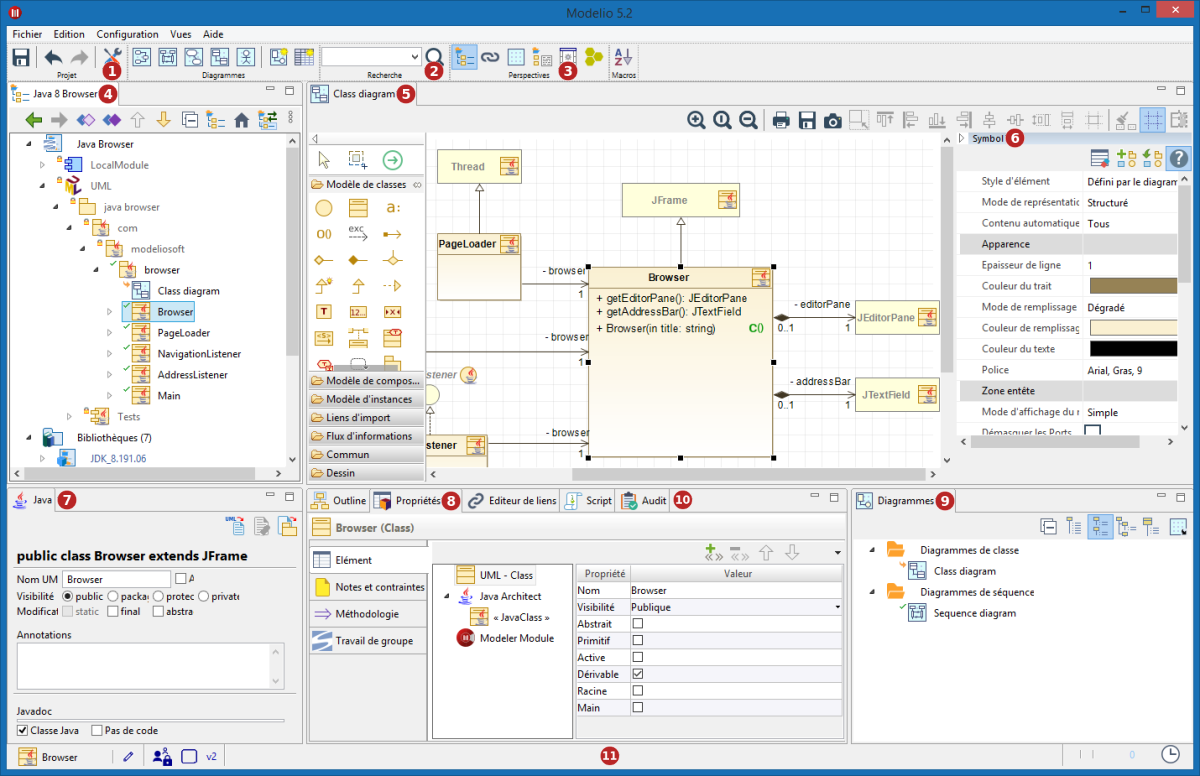 Modelio 5.2
Fichier Edition Configuration Vues Aide
Projet 1 Diagrammes Recherche 2 Perspectives 3 Macros
Java 8 Browser 4
Java Browser
LocalModule
UML
java browser
com
modeliosoft
browser
Class diagram
Browser
PageLoader
NavigationListener
AddressListener
Main
Tests
Bibliothèques (7)
JDK_8.191.06
Class diagram 5
Modèle de classes
a:
exc
T
12...
Modèle de compos...
Modèle d'instances
Liens d'import
Flux d'informations
Commun
Dessin
Thread
PageLoader
JFrame
- browser
1
Browser
+ getEditorPane(): JEditorPane
+ getAddressBar(): JTextField
+ Browser(in title: string) C()
- editorPane
0..1 1
JEditorPane
- browser
1
- addressBar
0..1 1
JTextField
stener
- browser
1
stener
Symbol 6
Style d'élément Défini par le diagram
Mode de représentatic Structuré
Contenu automatique Tous
Apparence
Epaisseur de ligne 1
Couleur du trait
Mode de remplissage Dégradé
Couleur de remplissag
Couleur du texte
Police Arial, Gras, 9
Zone entête
Mode d'affichage du r Simple
Démasquer les Ports
Java 7
UML
public class Browser extends JFrame
Nom UM Browser A
Visibilité public packa protec private
Modificat static final abstra
Annotations
Javadoc
Classe Java Pas de code
Outline Propriétés 8 Editeur de liens Script Audit 10
Browser (Class)
Elément
Notes et contraintes
Méthodologie
Travail de groupe
UML - Class
Java Architect
« JavaClass »
Modeler Module
Propriété Valeur
Nom Browser
Visibilité Publique
Abstrait
Primitif
Active
Dérivable
Racine
Main
Diagrammes 9
Diagrammes de classe
Class diagram
Diagrammes de séquence
Sequence diagram
Browser v2 11 0